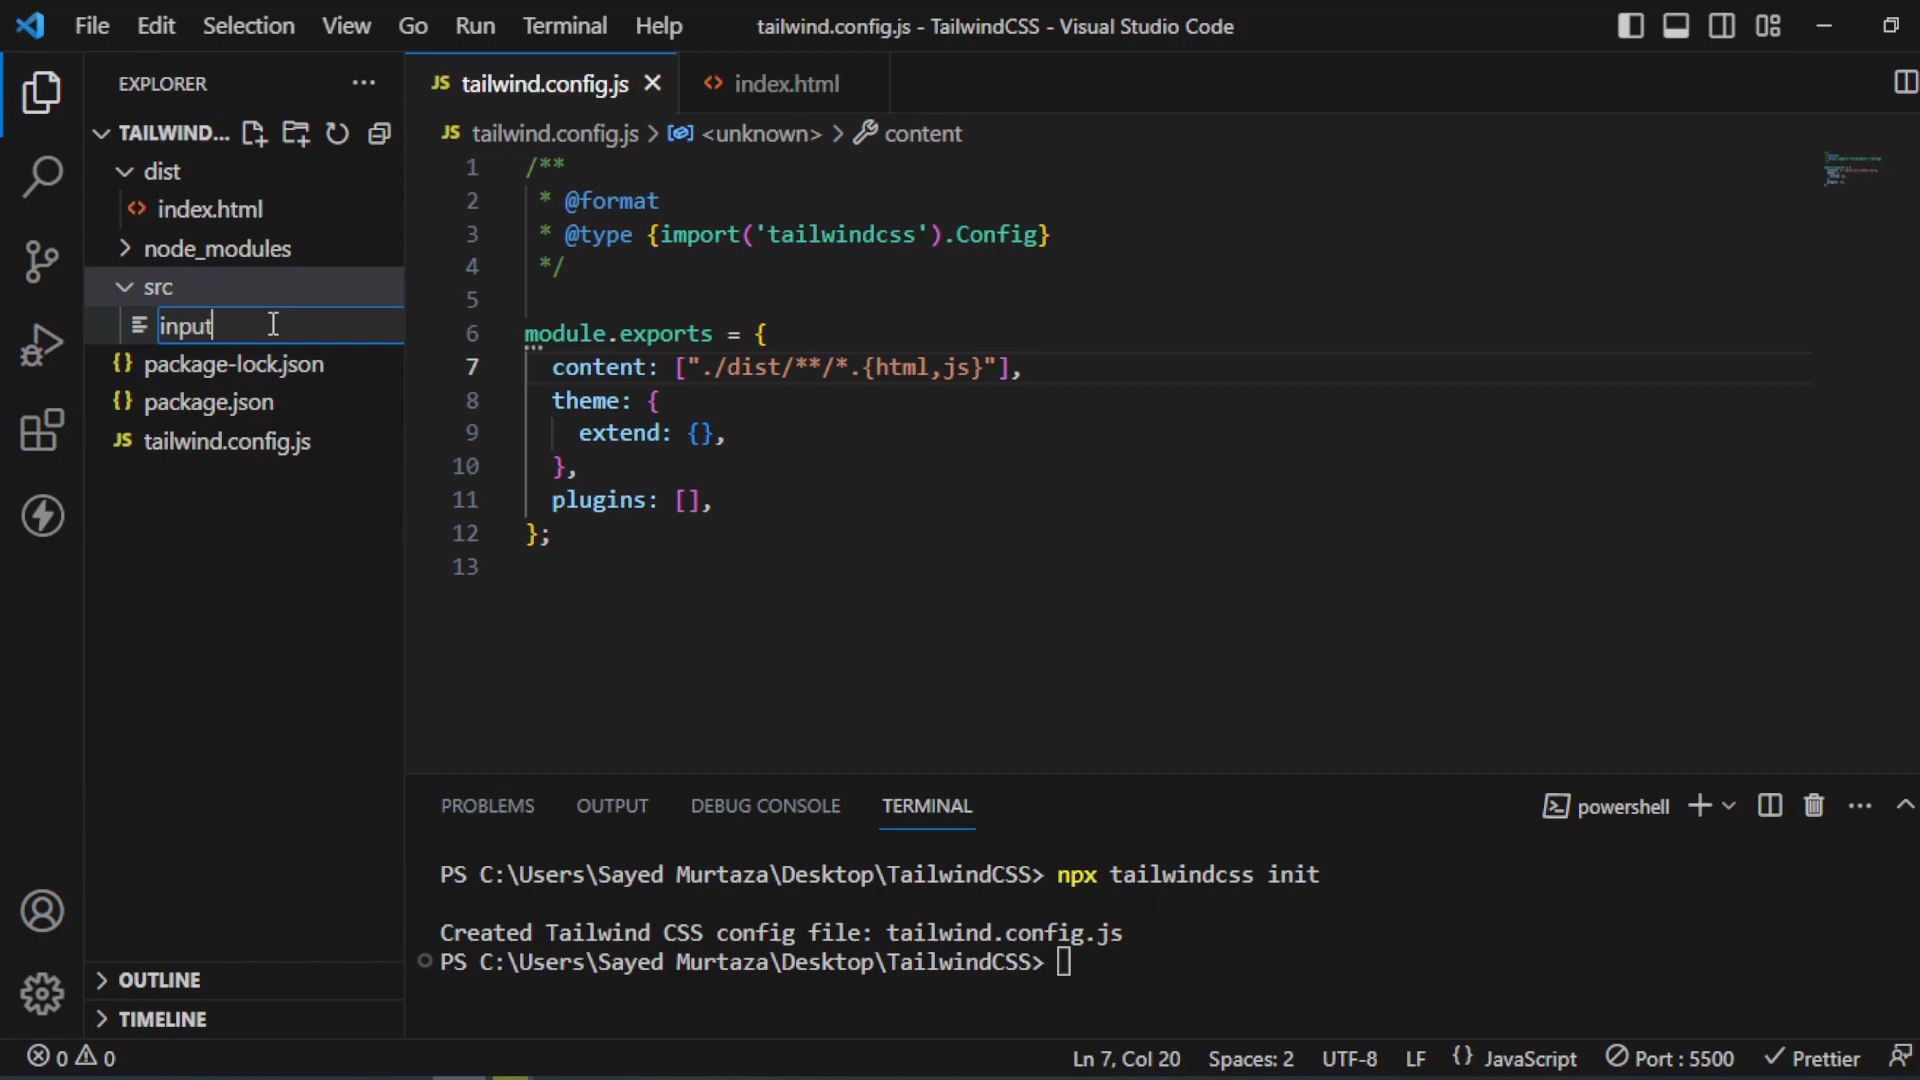 File Edit Selection View Go Run Terminal Help
tailwind.config.js - TailwindCSS - Visual Studio Code
EXPLORER
TAILWIND...
dist
index.html
node_modules
src
input
package-lock.json
package.json
tailwind.config.js
OUTLINE
TIMELINE
tailwind.config.js
index.html
tailwind.config.js > <unknown> > content
1 /**
2 * @format
3 * @type {import('tailwindcss').Config}
4 */
5
6 module.exports = {
7 content: ["./dist/**/*.{html,js}"],
8 theme: {
9 extend: {},
10 },
11 plugins: [],
12 };
13
PROBLEMS OUTPUT DEBUG CONSOLE TERMINAL
powershell
PS C:\Users\Sayed Murtaza\Desktop\TailwindCSS> npx tailwindcss init
Created Tailwind CSS config file: tailwind.config.js
PS C:\Users\Sayed Murtaza\Desktop\TailwindCSS>
0 0
Ln 7, Col 20 Spaces: 2 UTF-8 LF {} JavaScript Port : 5500 Prettier